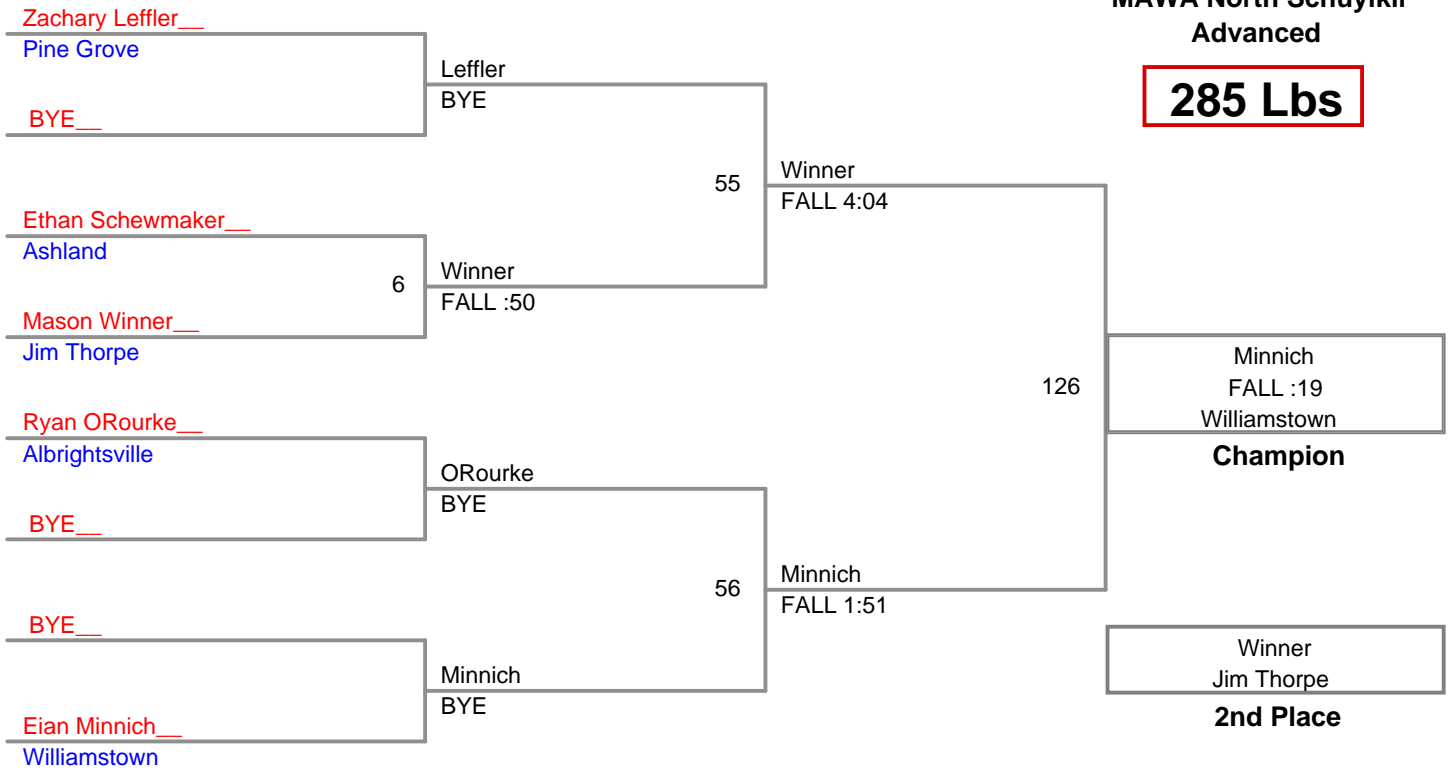 MAWA North Schuylkil
Advanced
285 Lbs
Zachary Leffler__
Pine Grove
BYE__
Ethan Schewmaker__
Ashland
Mason Winner__
Jim Thorpe
Ryan ORourke__
Albrightsville
BYE__
BYE__
Eian Minnich__
Williamstown
Leffler
BYE
6
Winner
FALL :50
ORourke
BYE
Minnich
BYE
55
Winner
FALL 4:04
56
Minnich
FALL 1:51
126
Minnich
FALL :19
Williamstown
Champion
Winner
Jim Thorpe
2nd Place